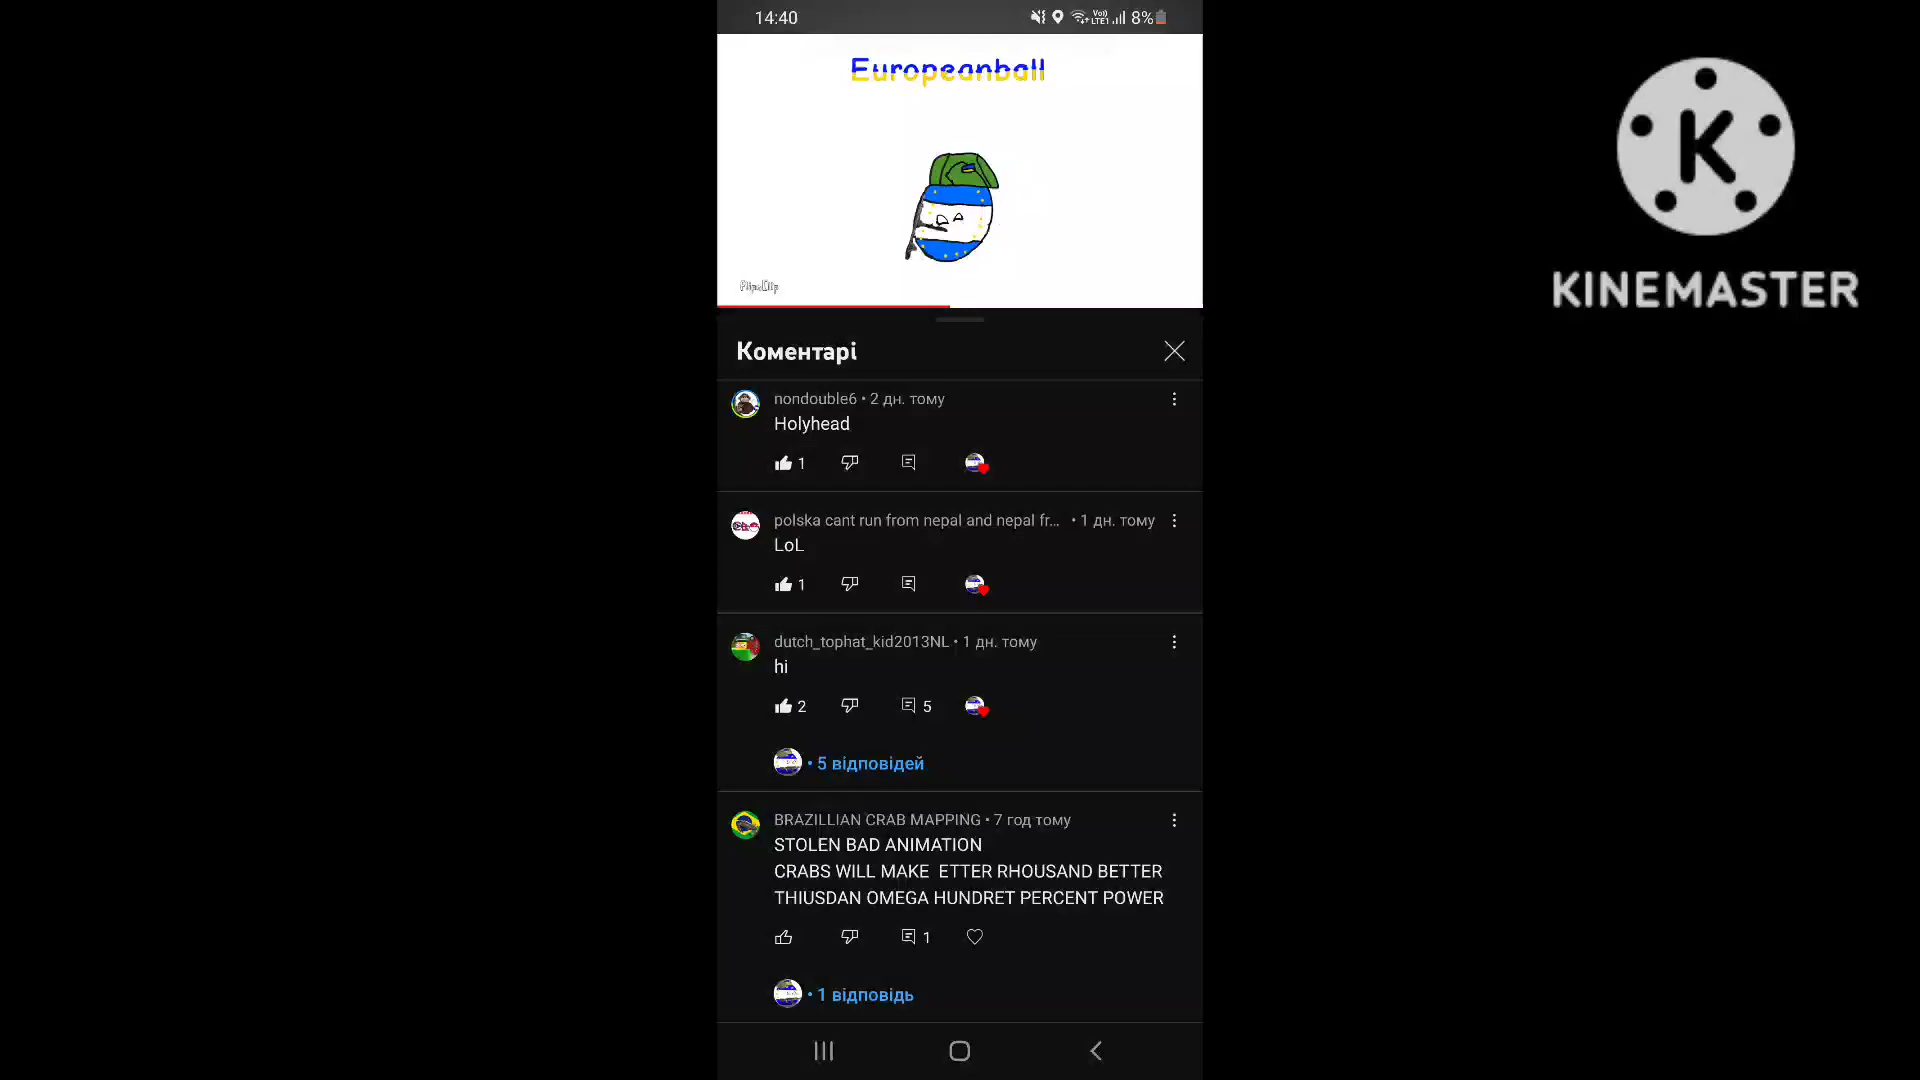 14:40
Vo)) LTE1 8%
Europeanball
FlipaClip
K
KINEMASTER
Коментарі
nondouble6 • 2 дн. тому
Holyhead
1
polska cant run from nepal and nepal fr... • 1 дн. тому
LoL
1
dutch_tophat_kid2013NL • 1 дн. тому
hi
2 5
• 5 відповідей
BRAZILLIAN CRAB MAPPING • 7 год тому
STOLEN BAD ANIMATION
CRABS WILL MAKE ETTER RHOUSAND BETTER
THIUSDAN OMEGA HUNDRET PERCENT POWER
1
• 1 відповідь